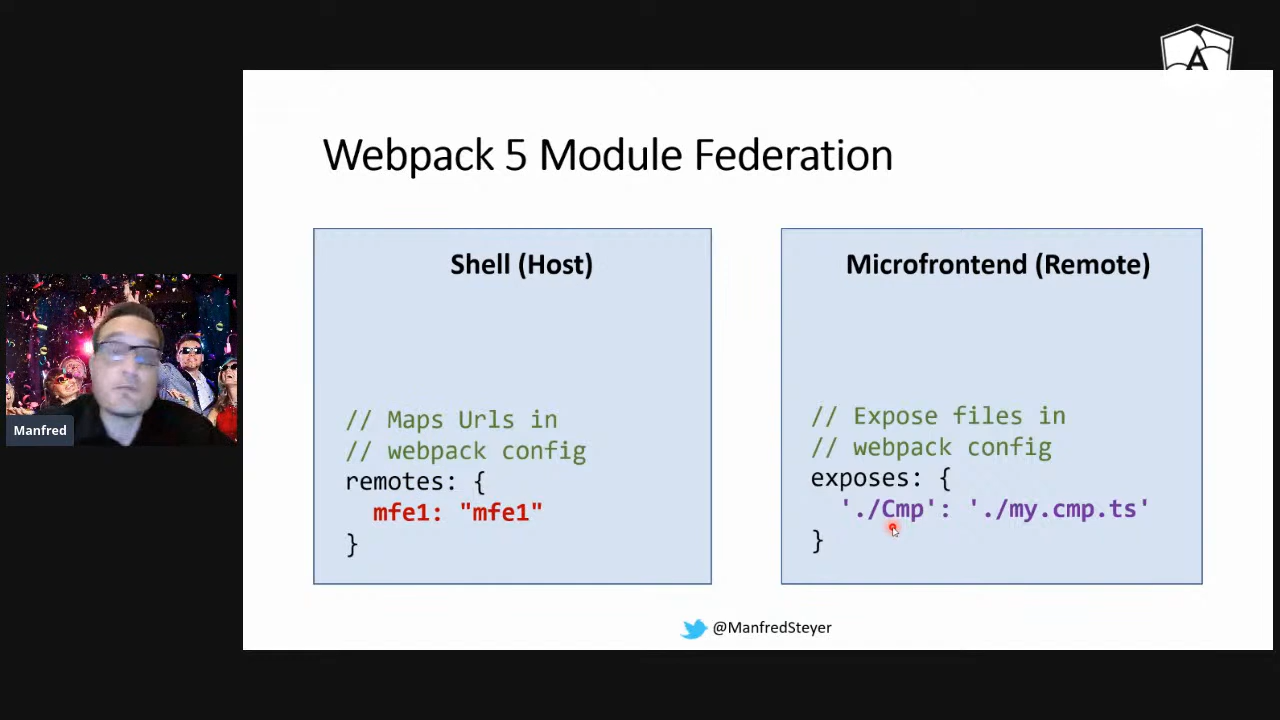 A
Webpack 5 Module Federation
Shell (Host)
// Maps Urls in
// webpack config
remotes: {
mfe1: "mfe1"
}
Microfrontend (Remote)
// Expose files in
// webpack config
exposes: {
'./Cmp': './my.cmp.ts'
}
Manfred
@ManfredSteyer